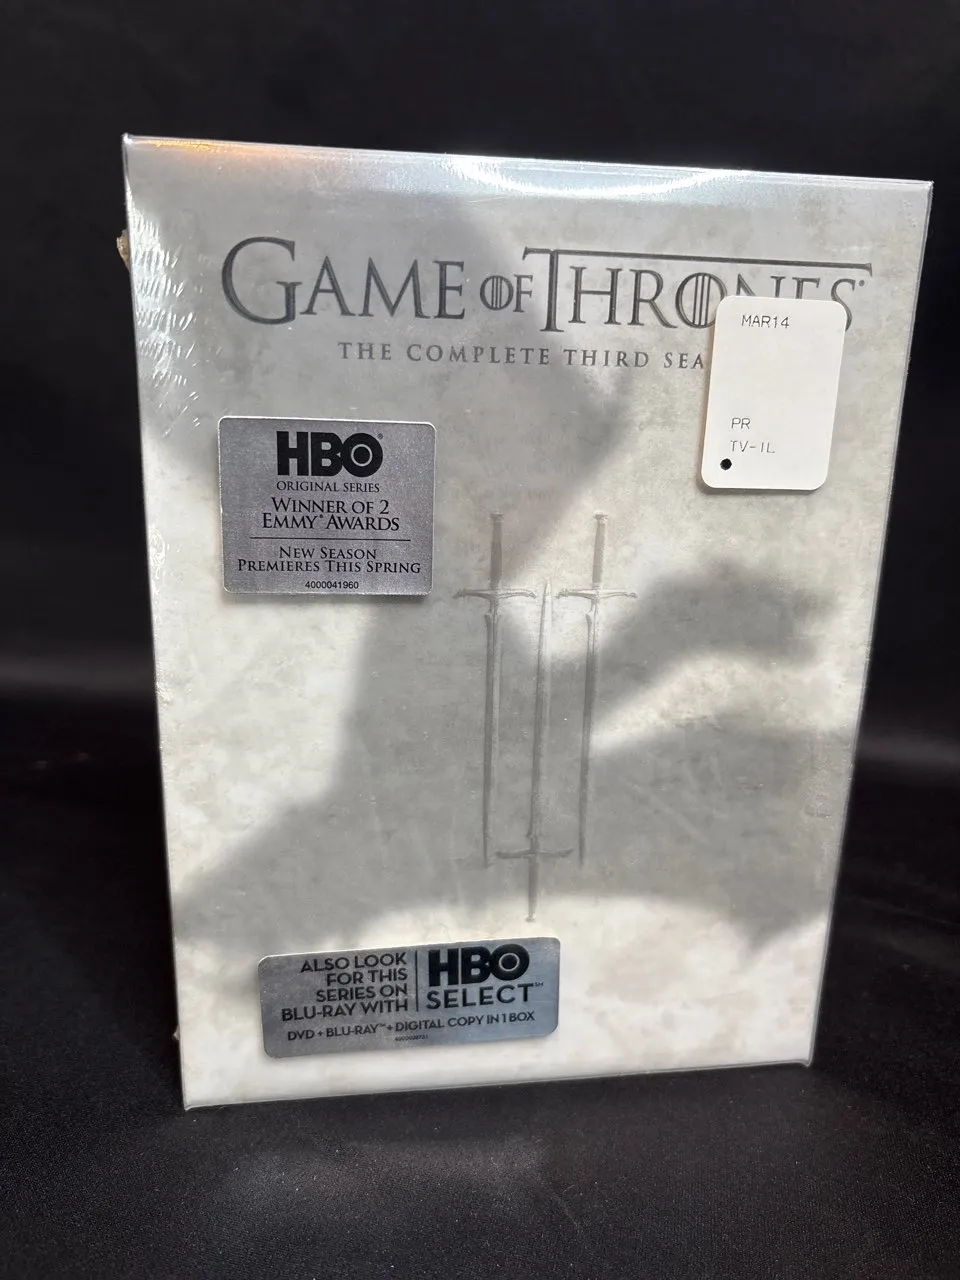 GAME OF THRONES
THE COMPLETE THIRD SEA
MAR14
PR
TV-IL
HBO®
ORIGINAL SERIES
WINNER OF 2
EMMY® AWARDS
NEW SEASON
PREMIERES THIS SPRING
4000041960
ALSO LOOK
FOR THIS
SERIES ON
BLU-RAY WITH
HBO
SELECT℠
DVD + BLU-RAY™ + DIGITAL COPY IN 1 BOX